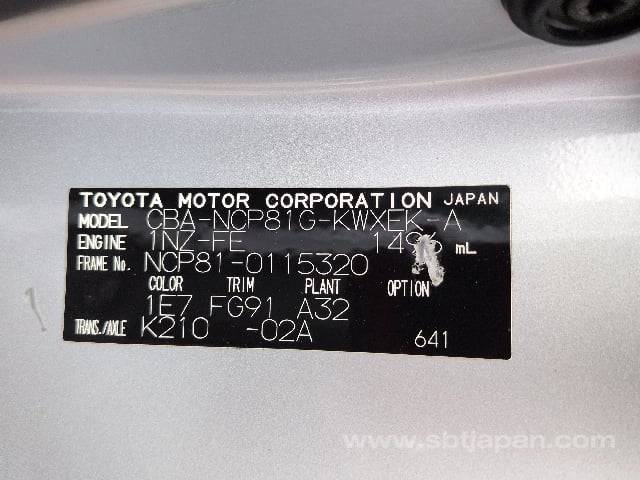 TOYOTA MOTOR CORPORATION JAPAN
MODEL CBA-NCP81G-KWXEK-A
ENGINE 1NZ-FE mL
FRAME No. NCP81-0115320
COLOR TRIM PLANT OPTION
1E7 FG91 A32
TRANS./AXLE K210 -02A
641
www.sbtjapan.com